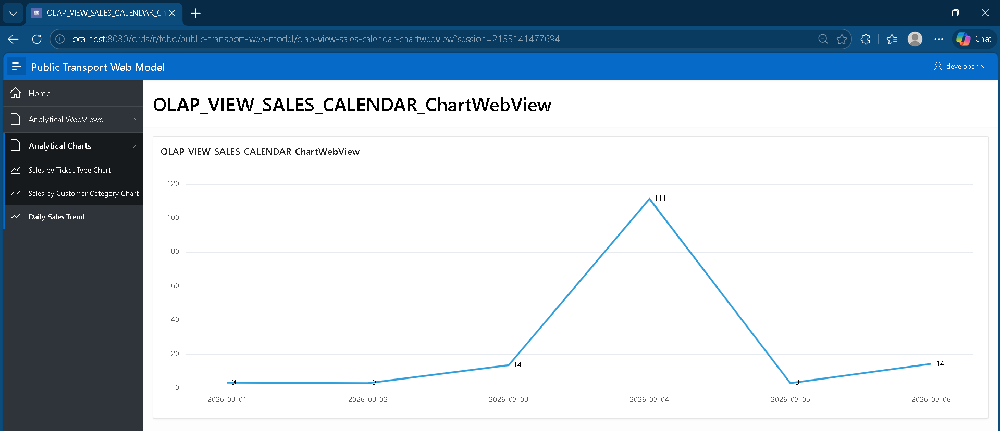 OLAP_VIEW_SALES_CALENDAR_Ch
localhost:8080/ords/r/fdbo/public-transport-web-model/olap-view-sales-calendar-chartwebview?session=2133141477694
Chat
Public Transport Web Model
developer
Home
Analytical WebViews
Analytical Charts
Sales by Ticket Type Chart
Sales by Customer Category Chart
Daily Sales Trend
OLAP_VIEW_SALES_CALENDAR_ChartWebView
OLAP_VIEW_SALES_CALENDAR_ChartWebView
120
100
80
60
40
20
0
3
3
14
111
3
14
2026-03-01
2026-03-02
2026-03-03
2026-03-04
2026-03-05
2026-03-06